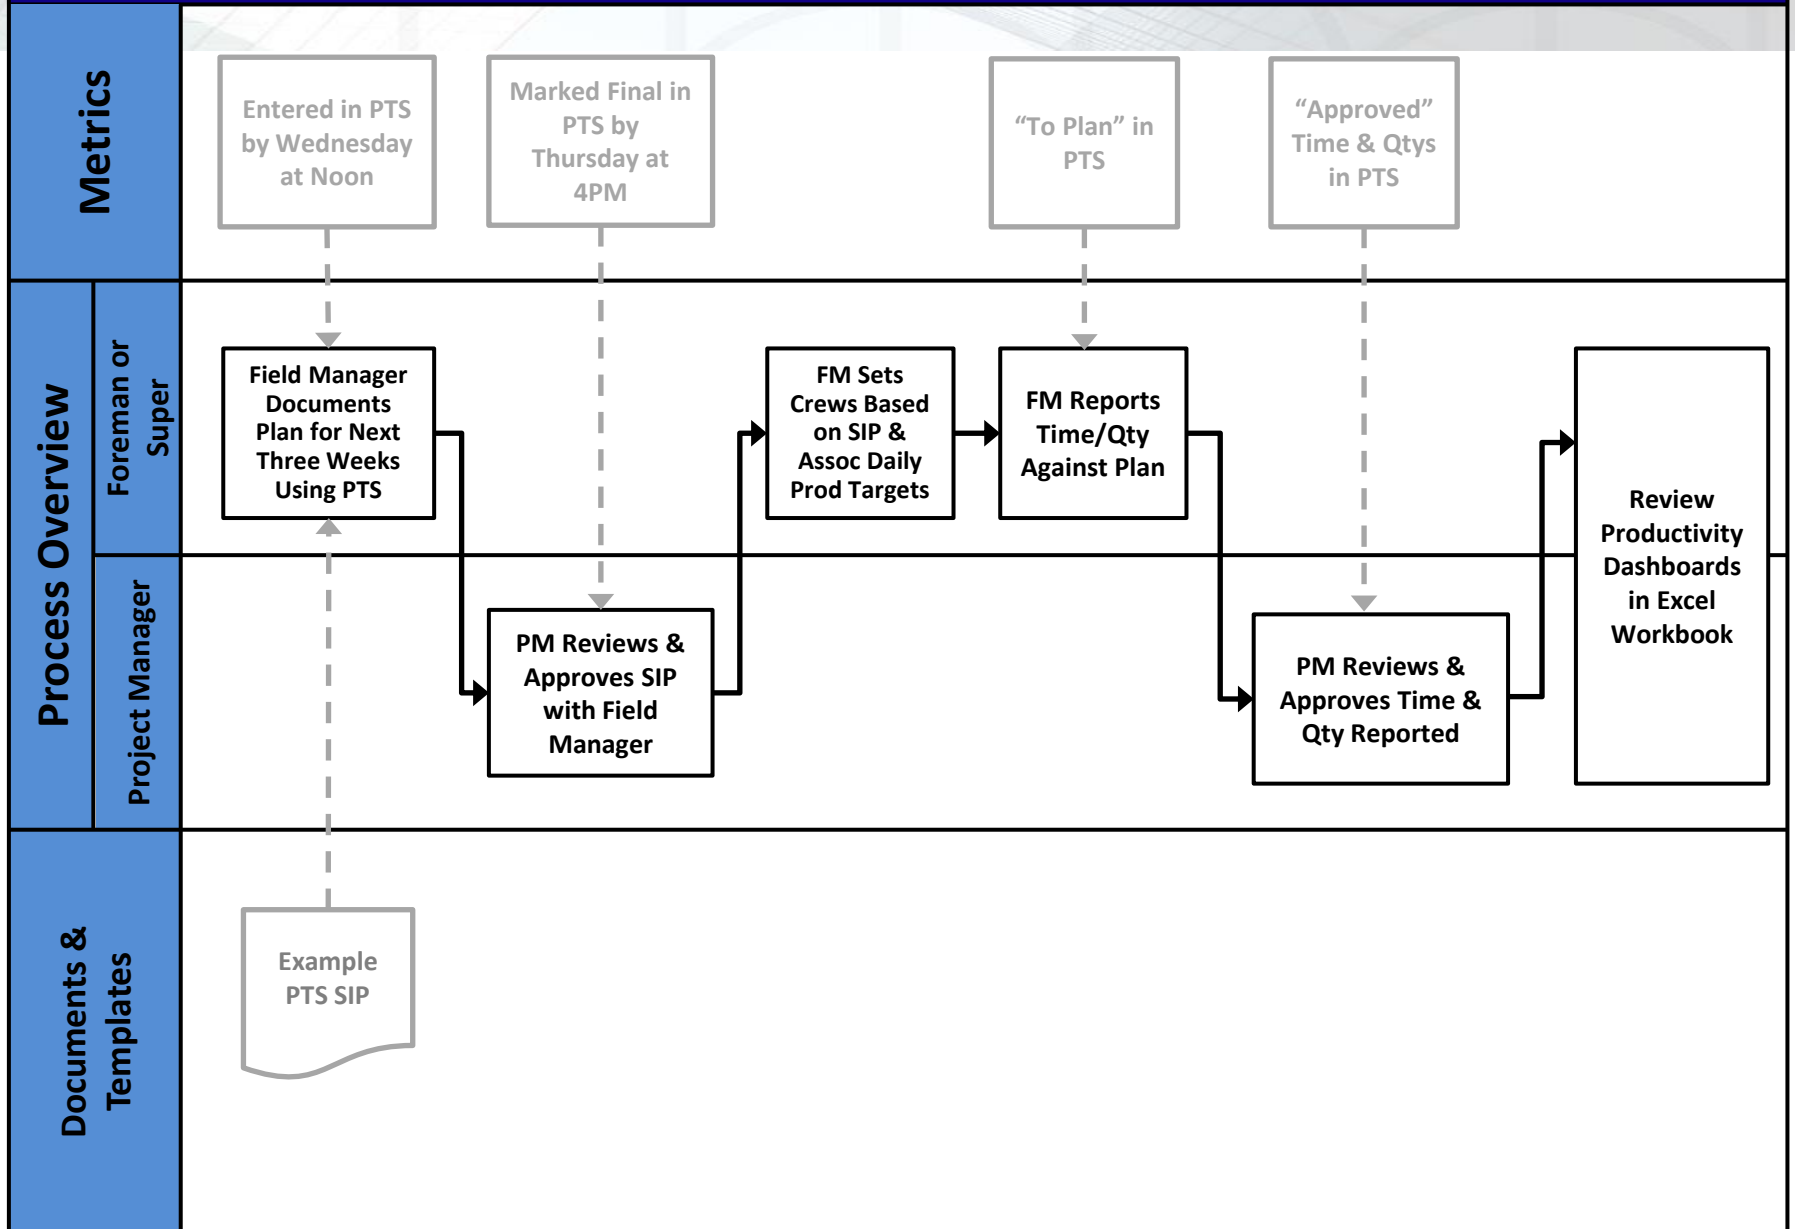 Metrics
Entered in PTS
by Wednesday
at Noon
Marked Final in
PTS by
Thursday at
4PM
“To Plan” in
PTS
“Approved”
Time & Qtys
in PTS
Process Overview
Foreman or
Super
Field Manager
Documents
Plan for Next
Three Weeks
Using PTS
FM Sets
Crews Based
on SIP &
Assoc Daily
Prod Targets
FM Reports
Time/Qty
Against Plan
Review
Productivity
Dashboards
in Excel
Workbook
Project Manager
PM Reviews &
Approves SIP
with Field
Manager
PM Reviews &
Approves Time &
Qty Reported
Documents &
Templates
Example
PTS SIP